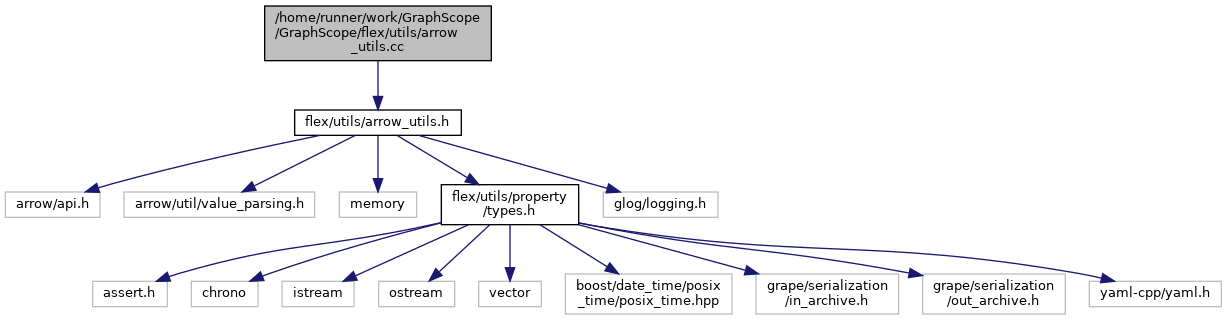 /home/runner/work/GraphScope
/GraphScope/flex/utils/arrow
_utils.cc
flex/utils/arrow_utils.h
arrow/api.h
arrow/util/value_parsing.h
memory
flex/utils/property
/types.h
glog/logging.h
assert.h
chrono
istream
ostream
vector
boost/date_time/posix
_time/posix_time.hpp
grape/serialization
/in_archive.h
grape/serialization
/out_archive.h
yaml-cpp/yaml.h